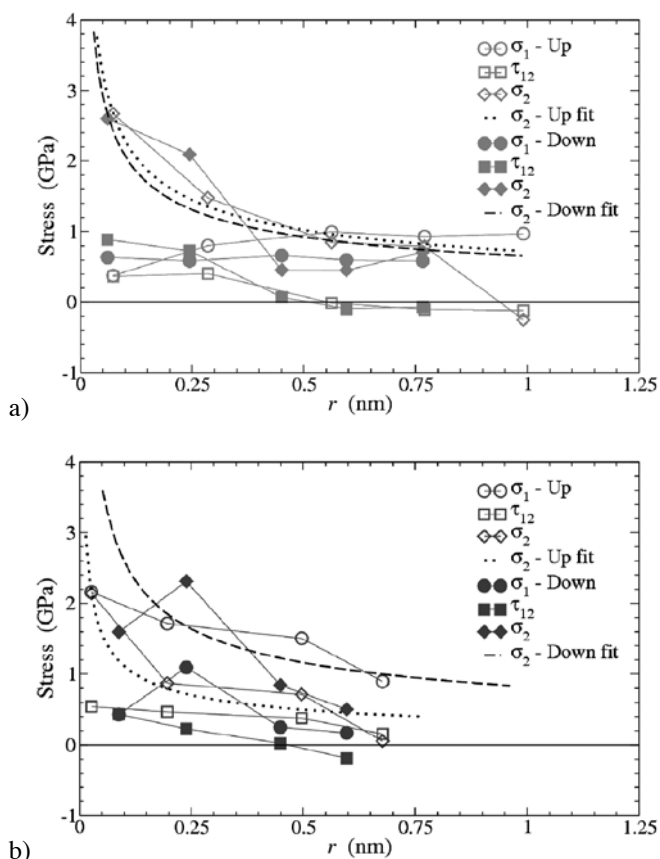 4
3
2
1
0
-1
Stress (GPa)
σ₁ - Up
τ₁₂
σ₂
σ₂ - Up fit
σ₁ - Down
τ₁₂
σ₂
σ₂ - Down fit
0 0.25 0.5 0.75 1 1.25
r (nm)
a)
4
3
2
1
0
-1
Stress (GPa)
σ₁ - Up
τ₁₂
σ₂
σ₂ - Up fit
σ₁ - Down
τ₁₂
σ₂
σ₂ - Down fit
0 0.25 0.5 0.75 1 1.25
r (nm)
b)